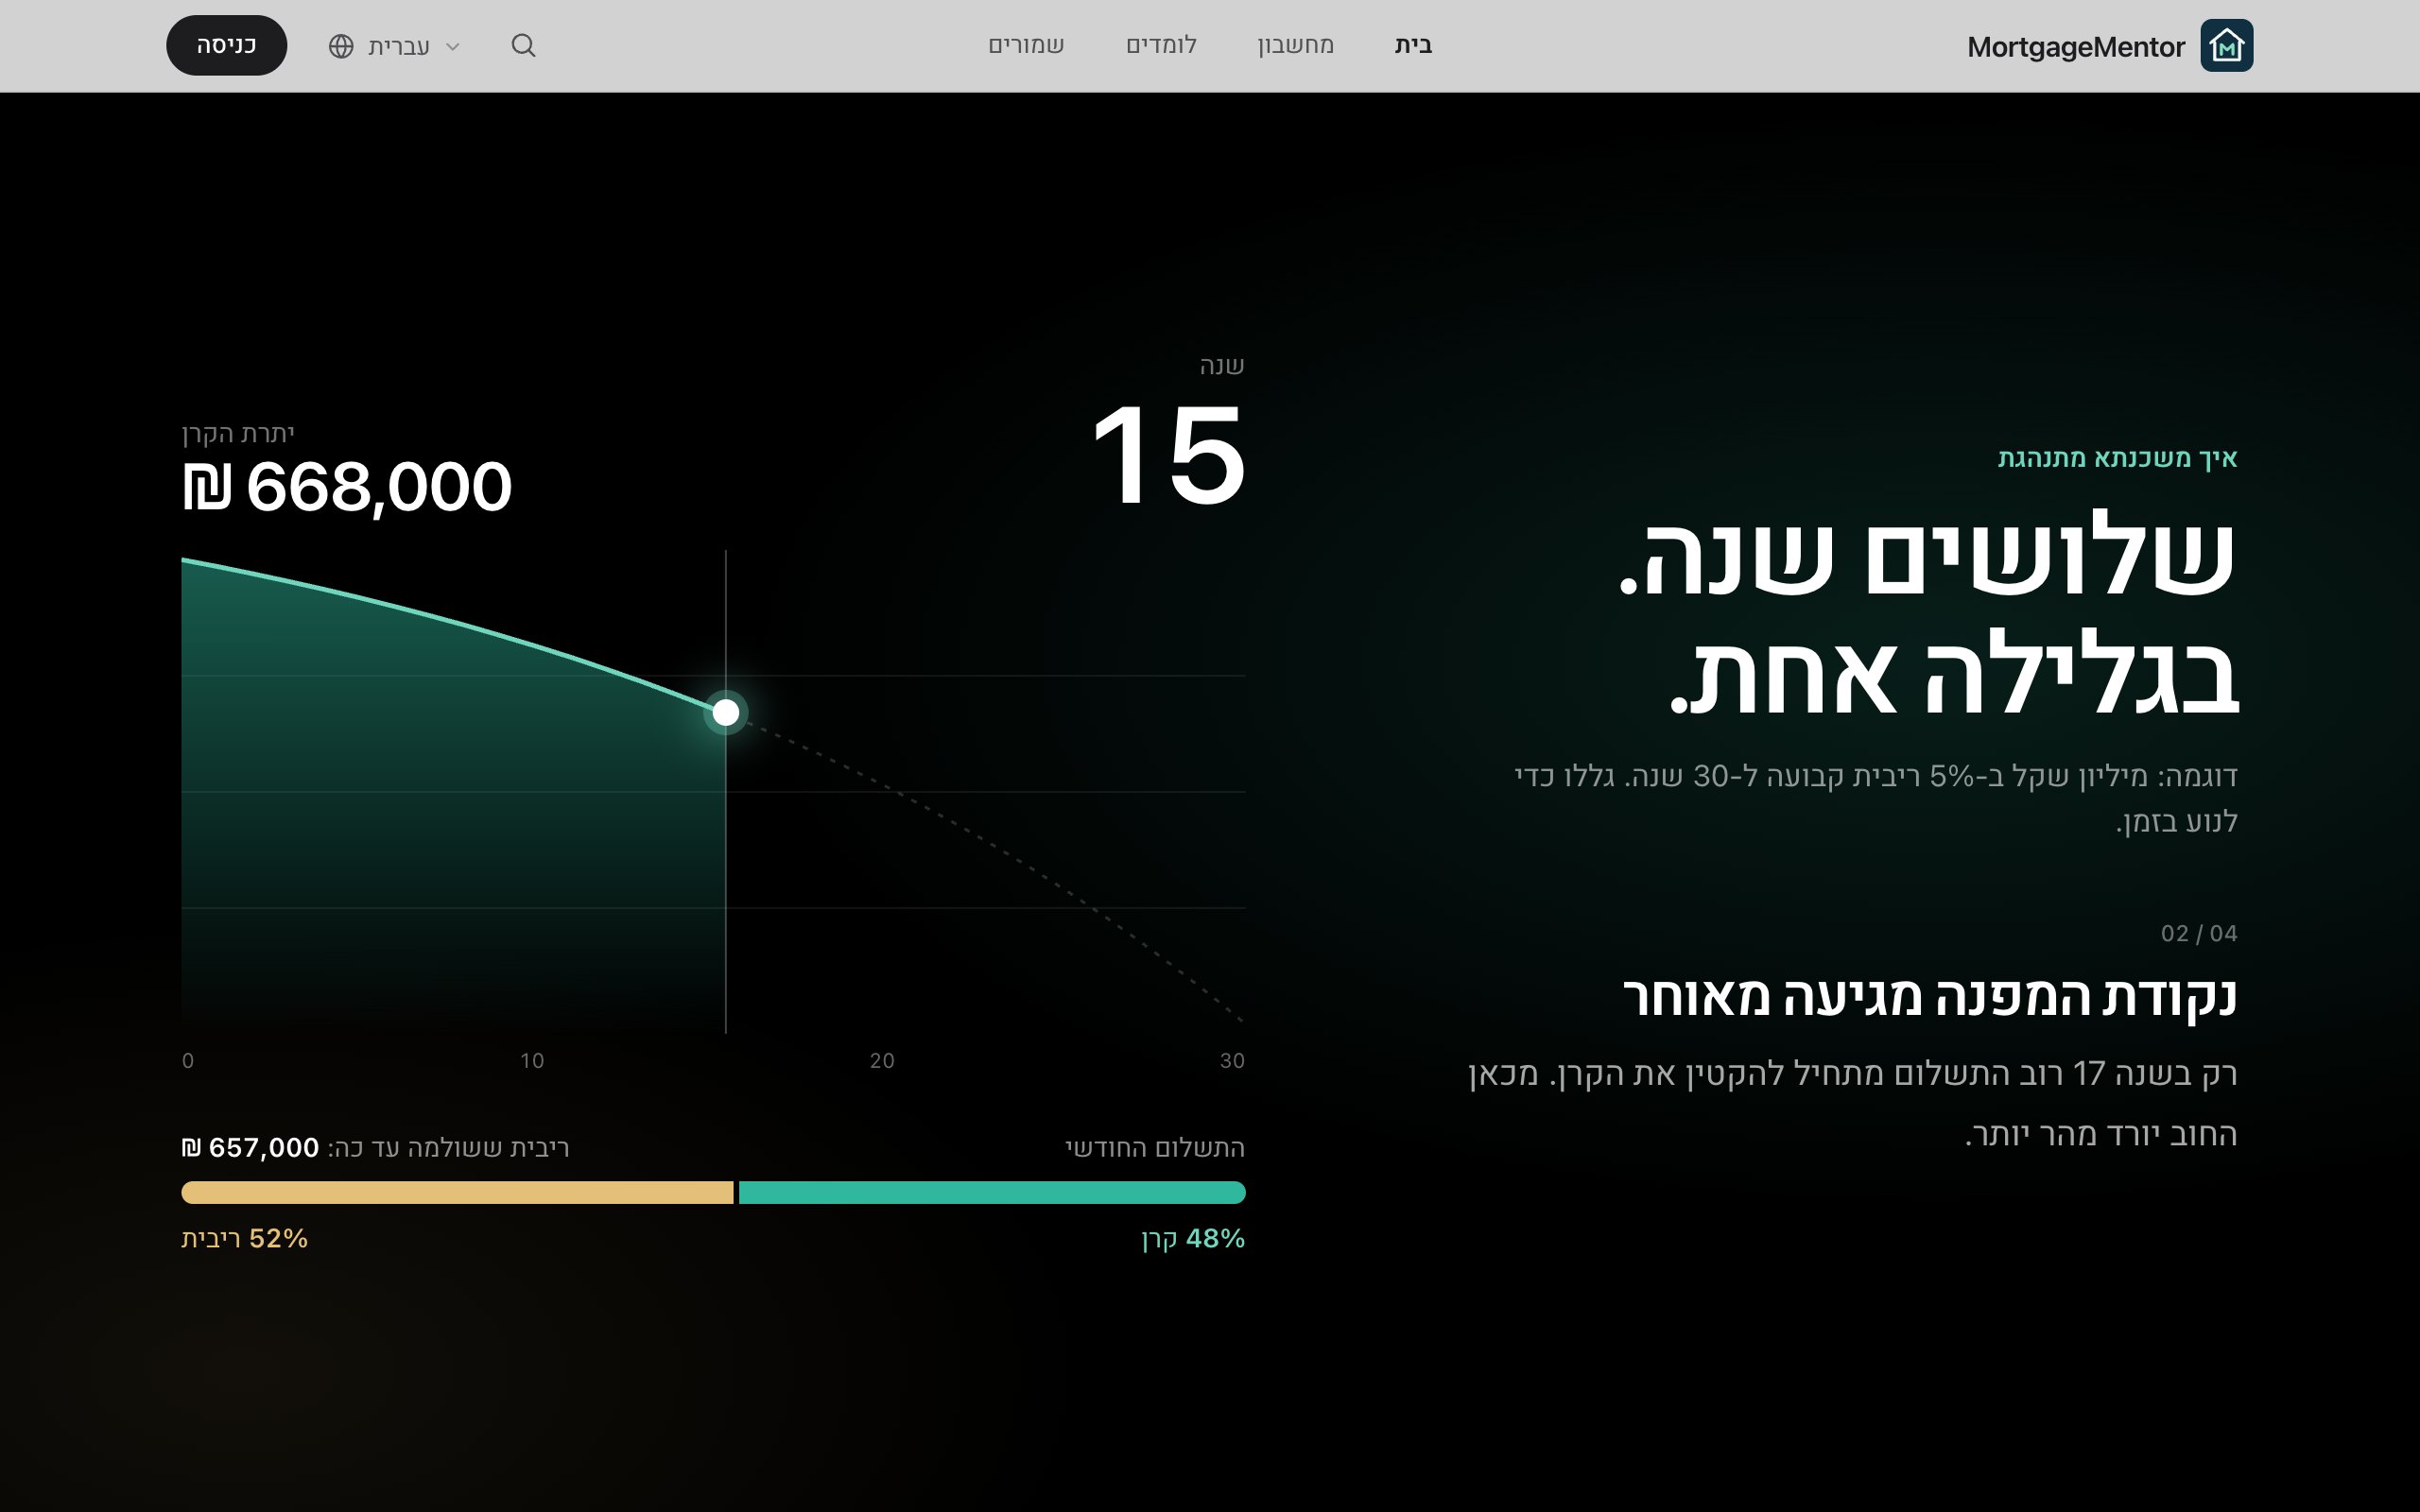 MortgageMentor
בית
מחשבון
לומדים
שמורים
עברית
כניסה
איך משכנתא מתנהגת
שלושים שנה.
בגלילה אחת.
דוגמה: מיליון שקל ב-5% ריבית קבועה ל-30 שנה. גללו כדי
לנוע בזמן.
02 / 04
נקודת המפנה מגיעה מאוחר
רק בשנה 17 רוב התשלום מתחיל להקטין את הקרן. מכאן
החוב יורד מהר יותר.
שנה
15
יתרת הקרן
668,000 ₪
0 10 20 30
התשלום החודשי
ריבית ששולמה עד כה: 657,000 ₪
48% קרן
52% ריבית